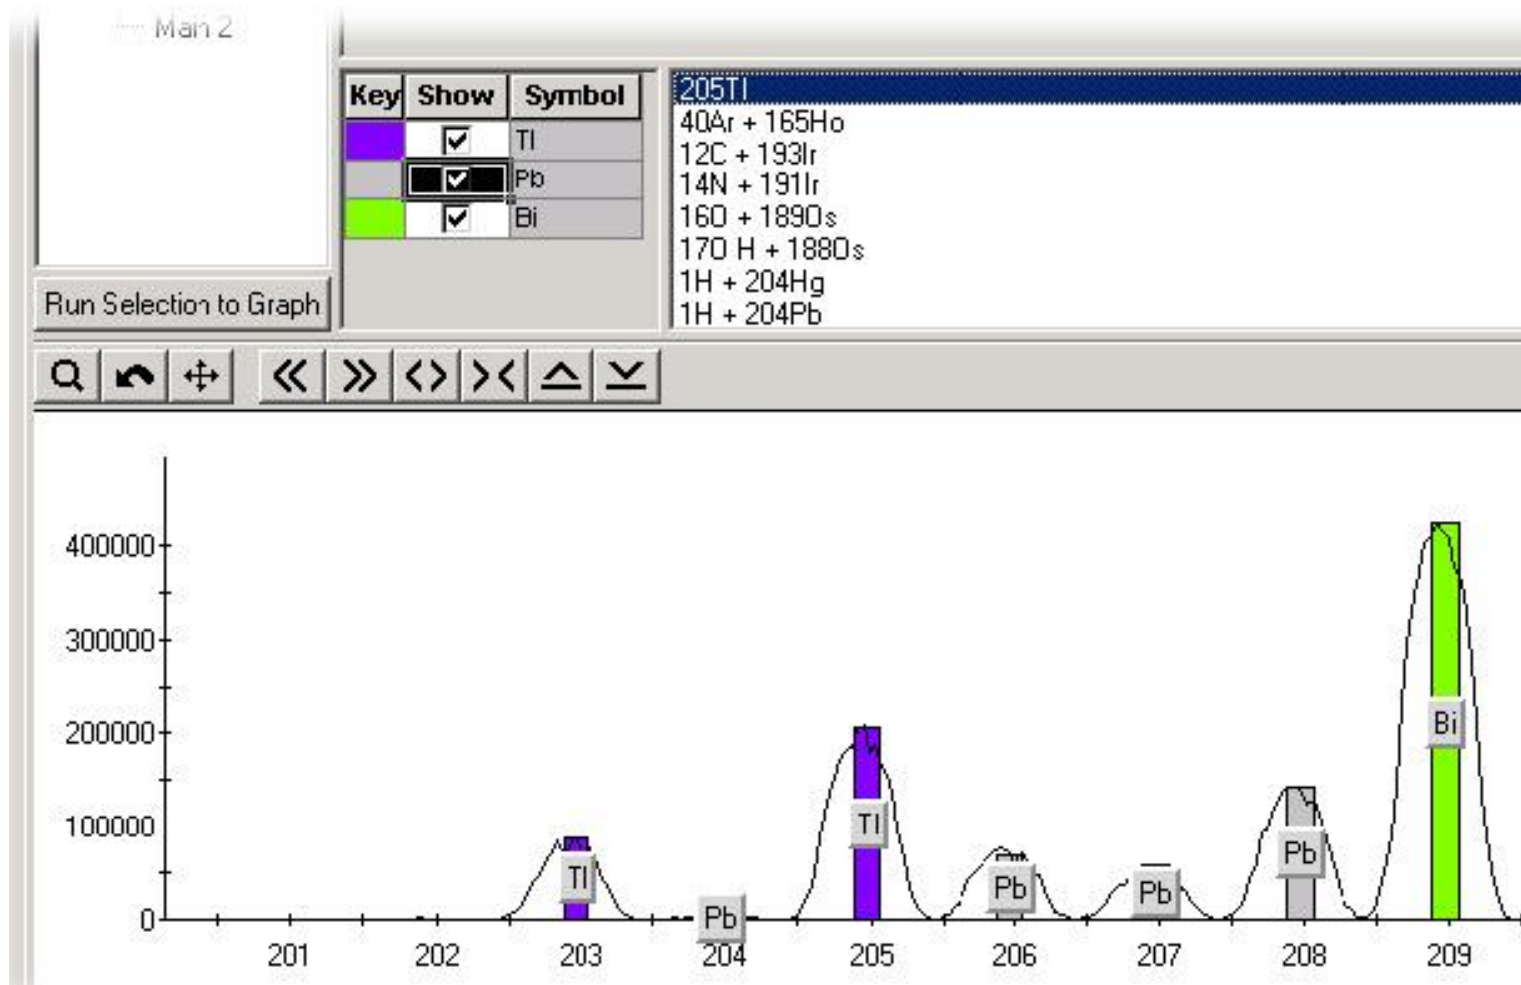 Main 2
Key Show Symbol
Tl
Pb
Bi
205Tl
40Ar + 165Ho
12C + 193Ir
14N + 191Ir
16O + 189Os
17O H + 188Os
1H + 204Hg
1H + 204Pb
Run Selection to Graph
400000
300000
200000
100000
0
Tl
Pb
Tl
Pb
Pb
Pb
Bi
201 202 203 204 205 206 207 208 209